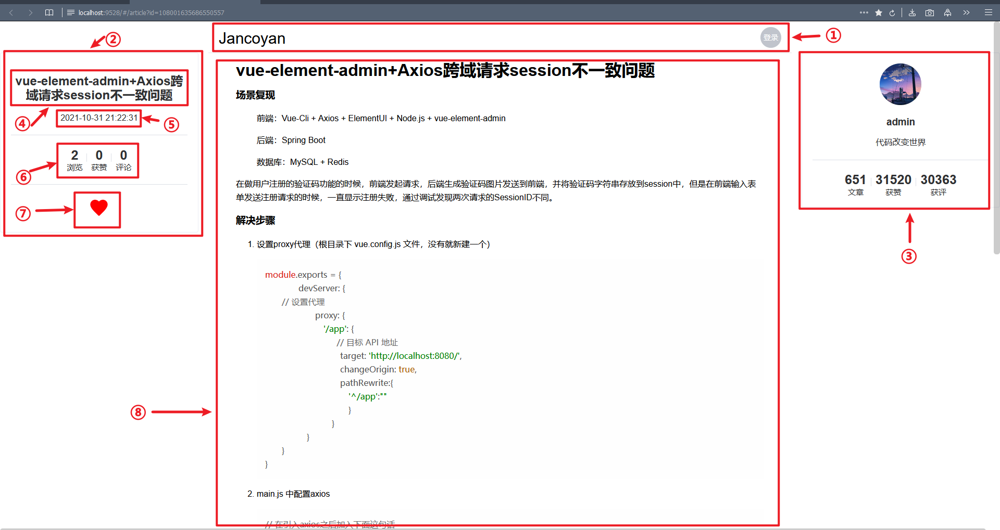 localhost:9528/#/article?id=108001635686550557
Jancoyan
登录
①
②
vue-element-admin+Axios跨
域请求session不一致问题
④
2021-10-31 21:22:31
⑤
2 0 0
浏览 获赞 评论
⑥
⑦
vue-element-admin+Axios跨域请求session不一致问题
场景复现
前端：Vue-Cli + Axios + ElementUI + Node.js + vue-element-admin
后端：Spring Boot
数据库：MySQL + Redis
在做用户注册的验证码功能的时候，前端发起请求，后端生成验证码图片发送到前端，并将验证码字符串存放到session中，但是在前端输入表
单发送注册请求的时候，一直显示注册失败，通过调试发现两次请求的SessionID不同。
解决步骤
1. 设置proxy代理（根目录下 vue.config.js 文件，没有就新建一个）
module.exports = {
devServer: {
// 设置代理
proxy: {
'/app': {
// 目标 API 地址
target: 'http://localhost:8080/',
changeOrigin: true,
pathRewrite:{
'^/app':""
}
}
}
}
}
2. main.js 中配置axios
// 在引入axios之后加入下面这句话
⑧
admin
代码改变世界
651 31520 30363
文章 获赞 获评
③